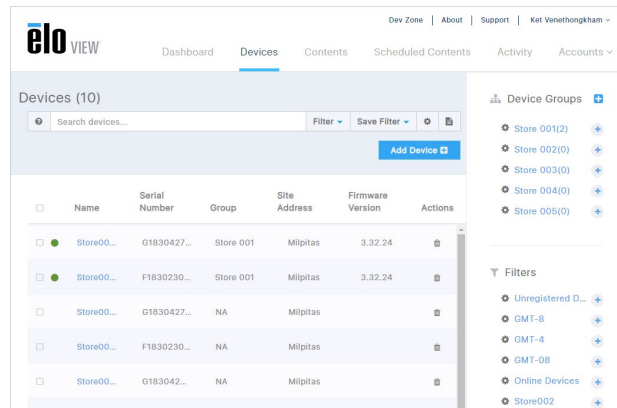 Dev Zone | About | Support | Ket Venethongkham
ēlo VIEW
Dashboard Devices Contents Scheduled Contents Activity Accounts
Devices (10)
Search devices... Filter Save Filter
Add Device
Name Serial Number Group Site Address Firmware Version Actions
Store00... G1830427... Store 001 Milpitas 3.32.24
Store00... F1830230... Store 001 Milpitas 3.32.24
Store00... G1830427... NA Milpitas
Store00... F1830230... NA Milpitas
Store00... G183042... NA Milpitas
Device Groups
Store 001(2)
Store 002(0)
Store 003(0)
Store 004(0)
Store 005(0)
Filters
Unregistered D...
GMT-8
GMT-4
GMT-08
Online Devices
Store002